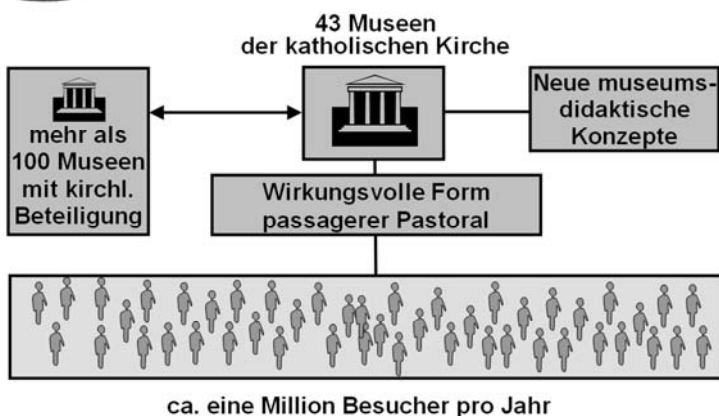 43 Museen
der katholischen Kirche
mehr als
100 Museen
mit kirchl.
Beteiligung
Neue museums-
didaktische
Konzepte
Wirkungsvolle Form
passagerer Pastoral
ca. eine Million Besucher pro Jahr